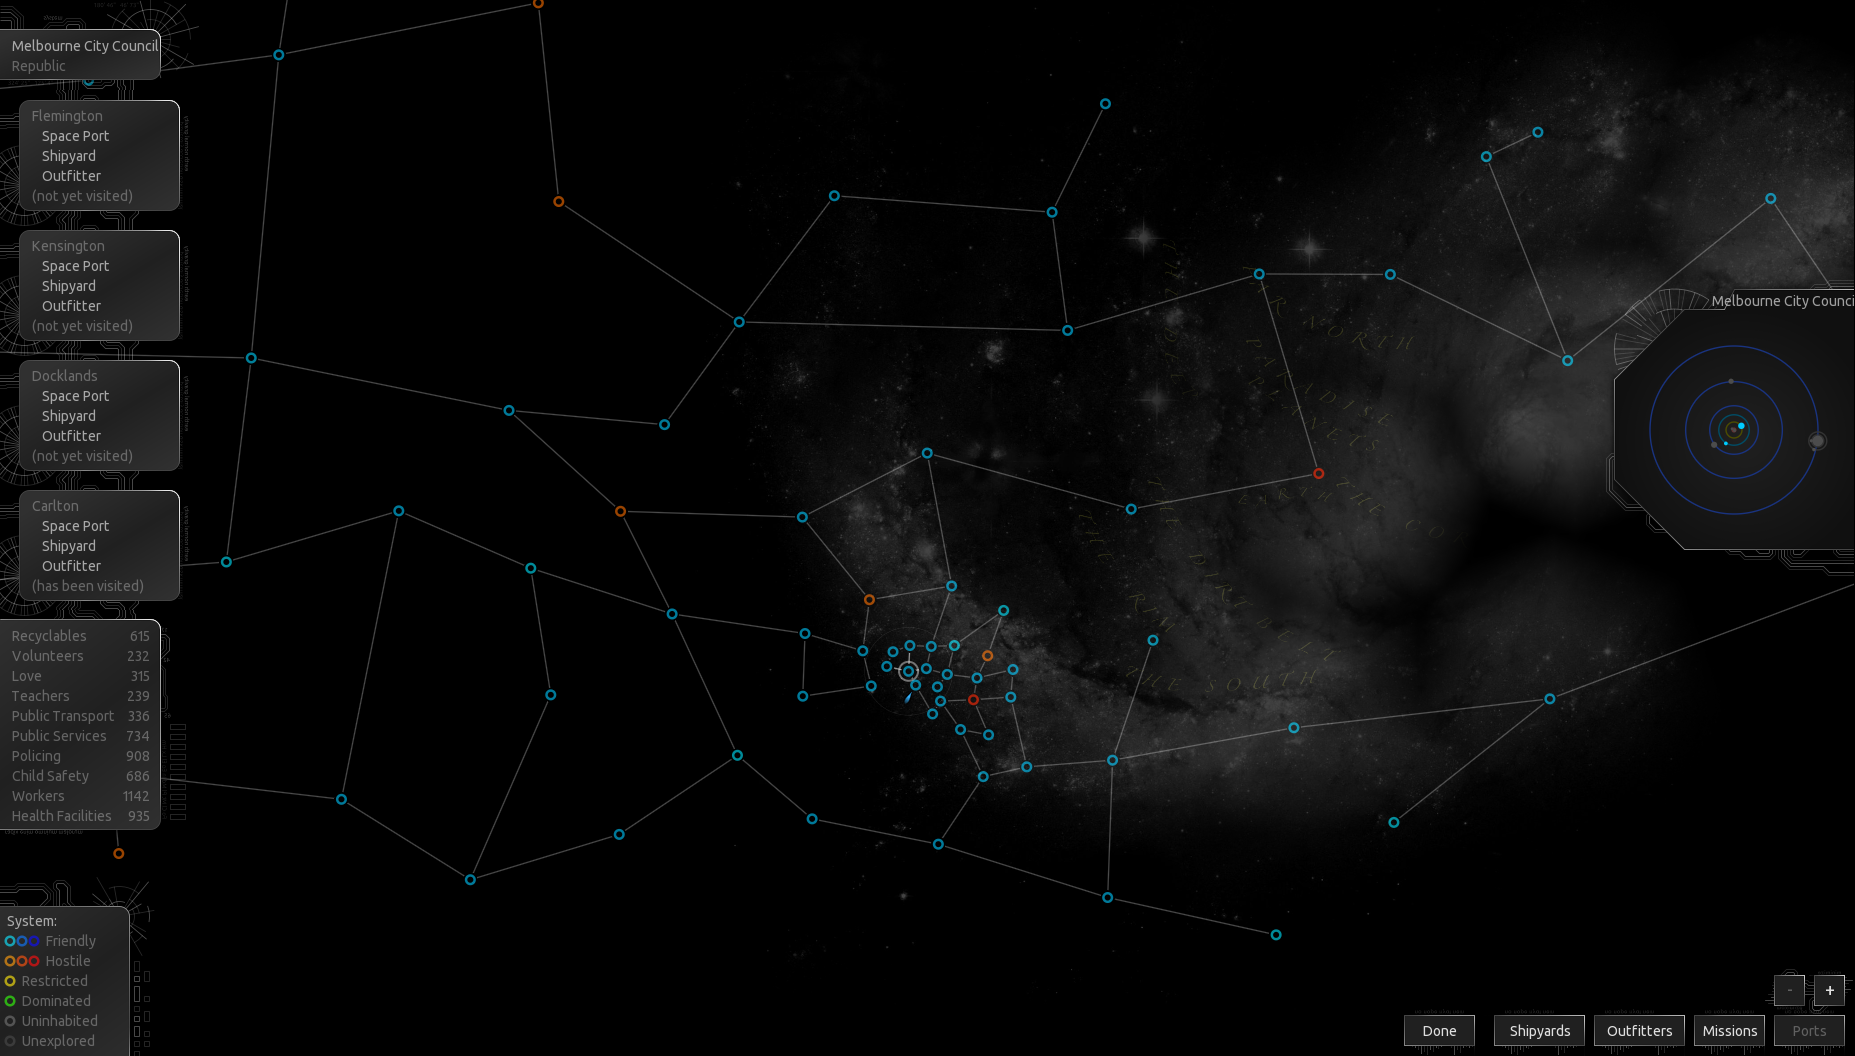 Melbourne City Council
Republic
Flemington
Space Port
Shipyard
Outfitter
(not yet visited)
Kensington
Space Port
Shipyard
Outfitter
(not yet visited)
Docklands
Space Port
Shipyard
Outfitter
(not yet visited)
Carlton
Space Port
Shipyard
Outfitter
(has been visited)
Recyclables 615
Volunteers 232
Love 315
Teachers 239
Public Transport 336
Public Services 734
Policing 908
Child Safety 686
Workers 1142
Health Facilities 935
System:
Friendly
Hostile
Restricted
Dominated
Uninhabited
Unexplored
Melbourne City Counci
NORTH
PARADISE
PLANETS
EARTH
THE
DIRT BELT
THE SOUTH
- +
Done Shipyards Outfitters Missions Ports